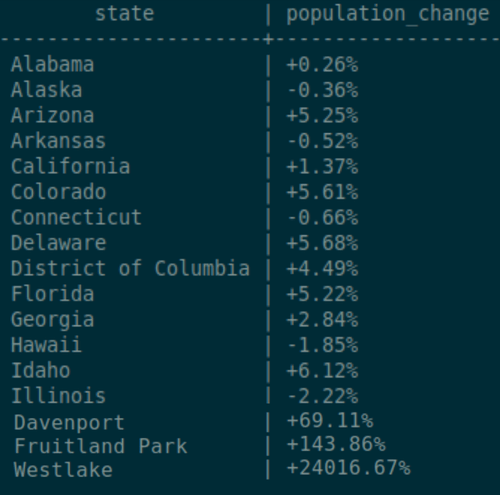 state | population_change
-----------------------+-------------------
Alabama | +0.26%
Alaska | -0.36%
Arizona | +5.25%
Arkansas | -0.52%
California | +1.37%
Colorado | +5.61%
Connecticut | -0.66%
Delaware | +5.68%
District of Columbia | +4.49%
Florida | +5.22%
Georgia | +2.84%
Hawaii | -1.85%
Idaho | +6.12%
Illinois | -2.22%
Davenport | +69.11%
Fruitland Park | +143.86%
Westlake | +24016.67%